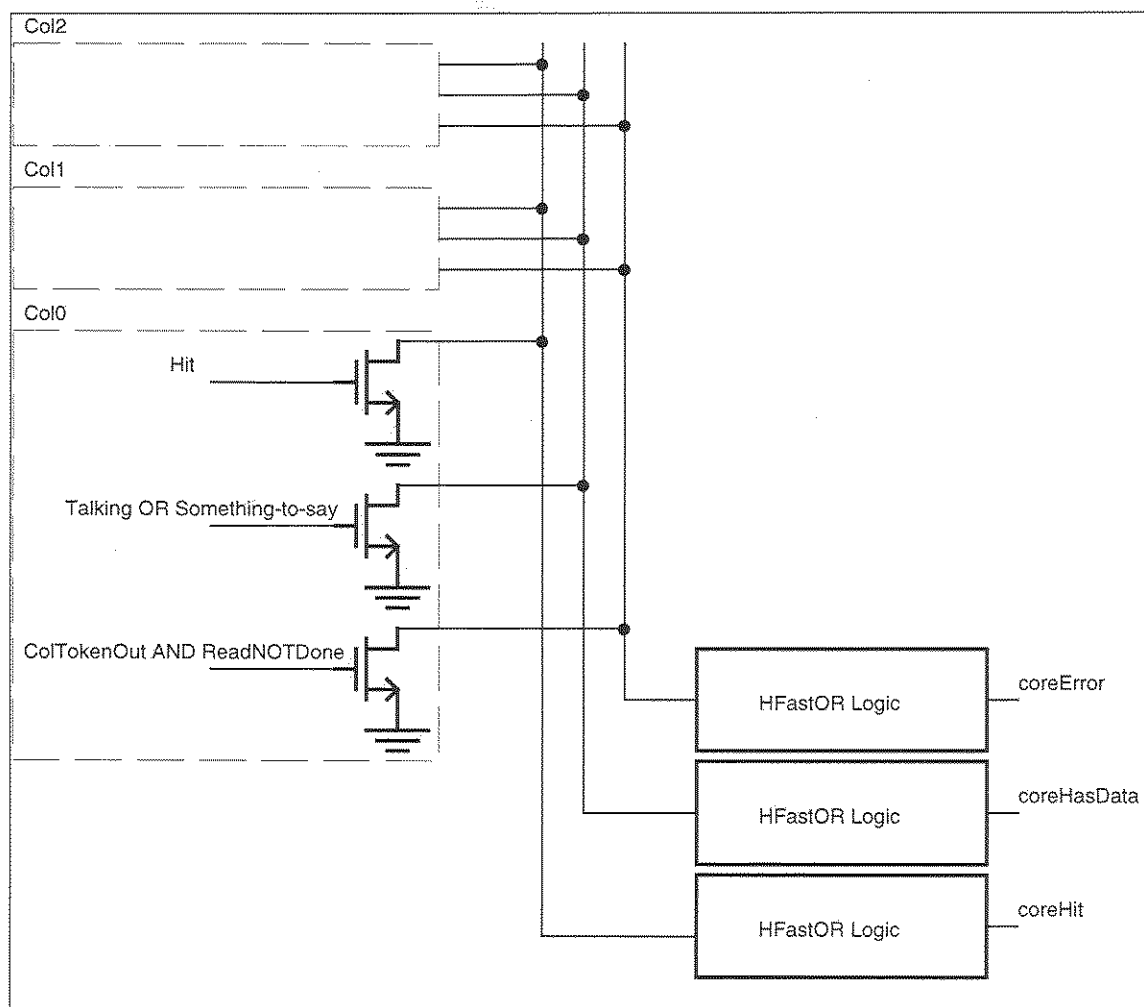 Col2
Col1
Col0
Hit
Talking OR Something-to-say
ColTokenOut AND ReadNOTDone
HFastOR Logic
coreError
HFastOR Logic
coreHasData
HFastOR Logic
coreHit